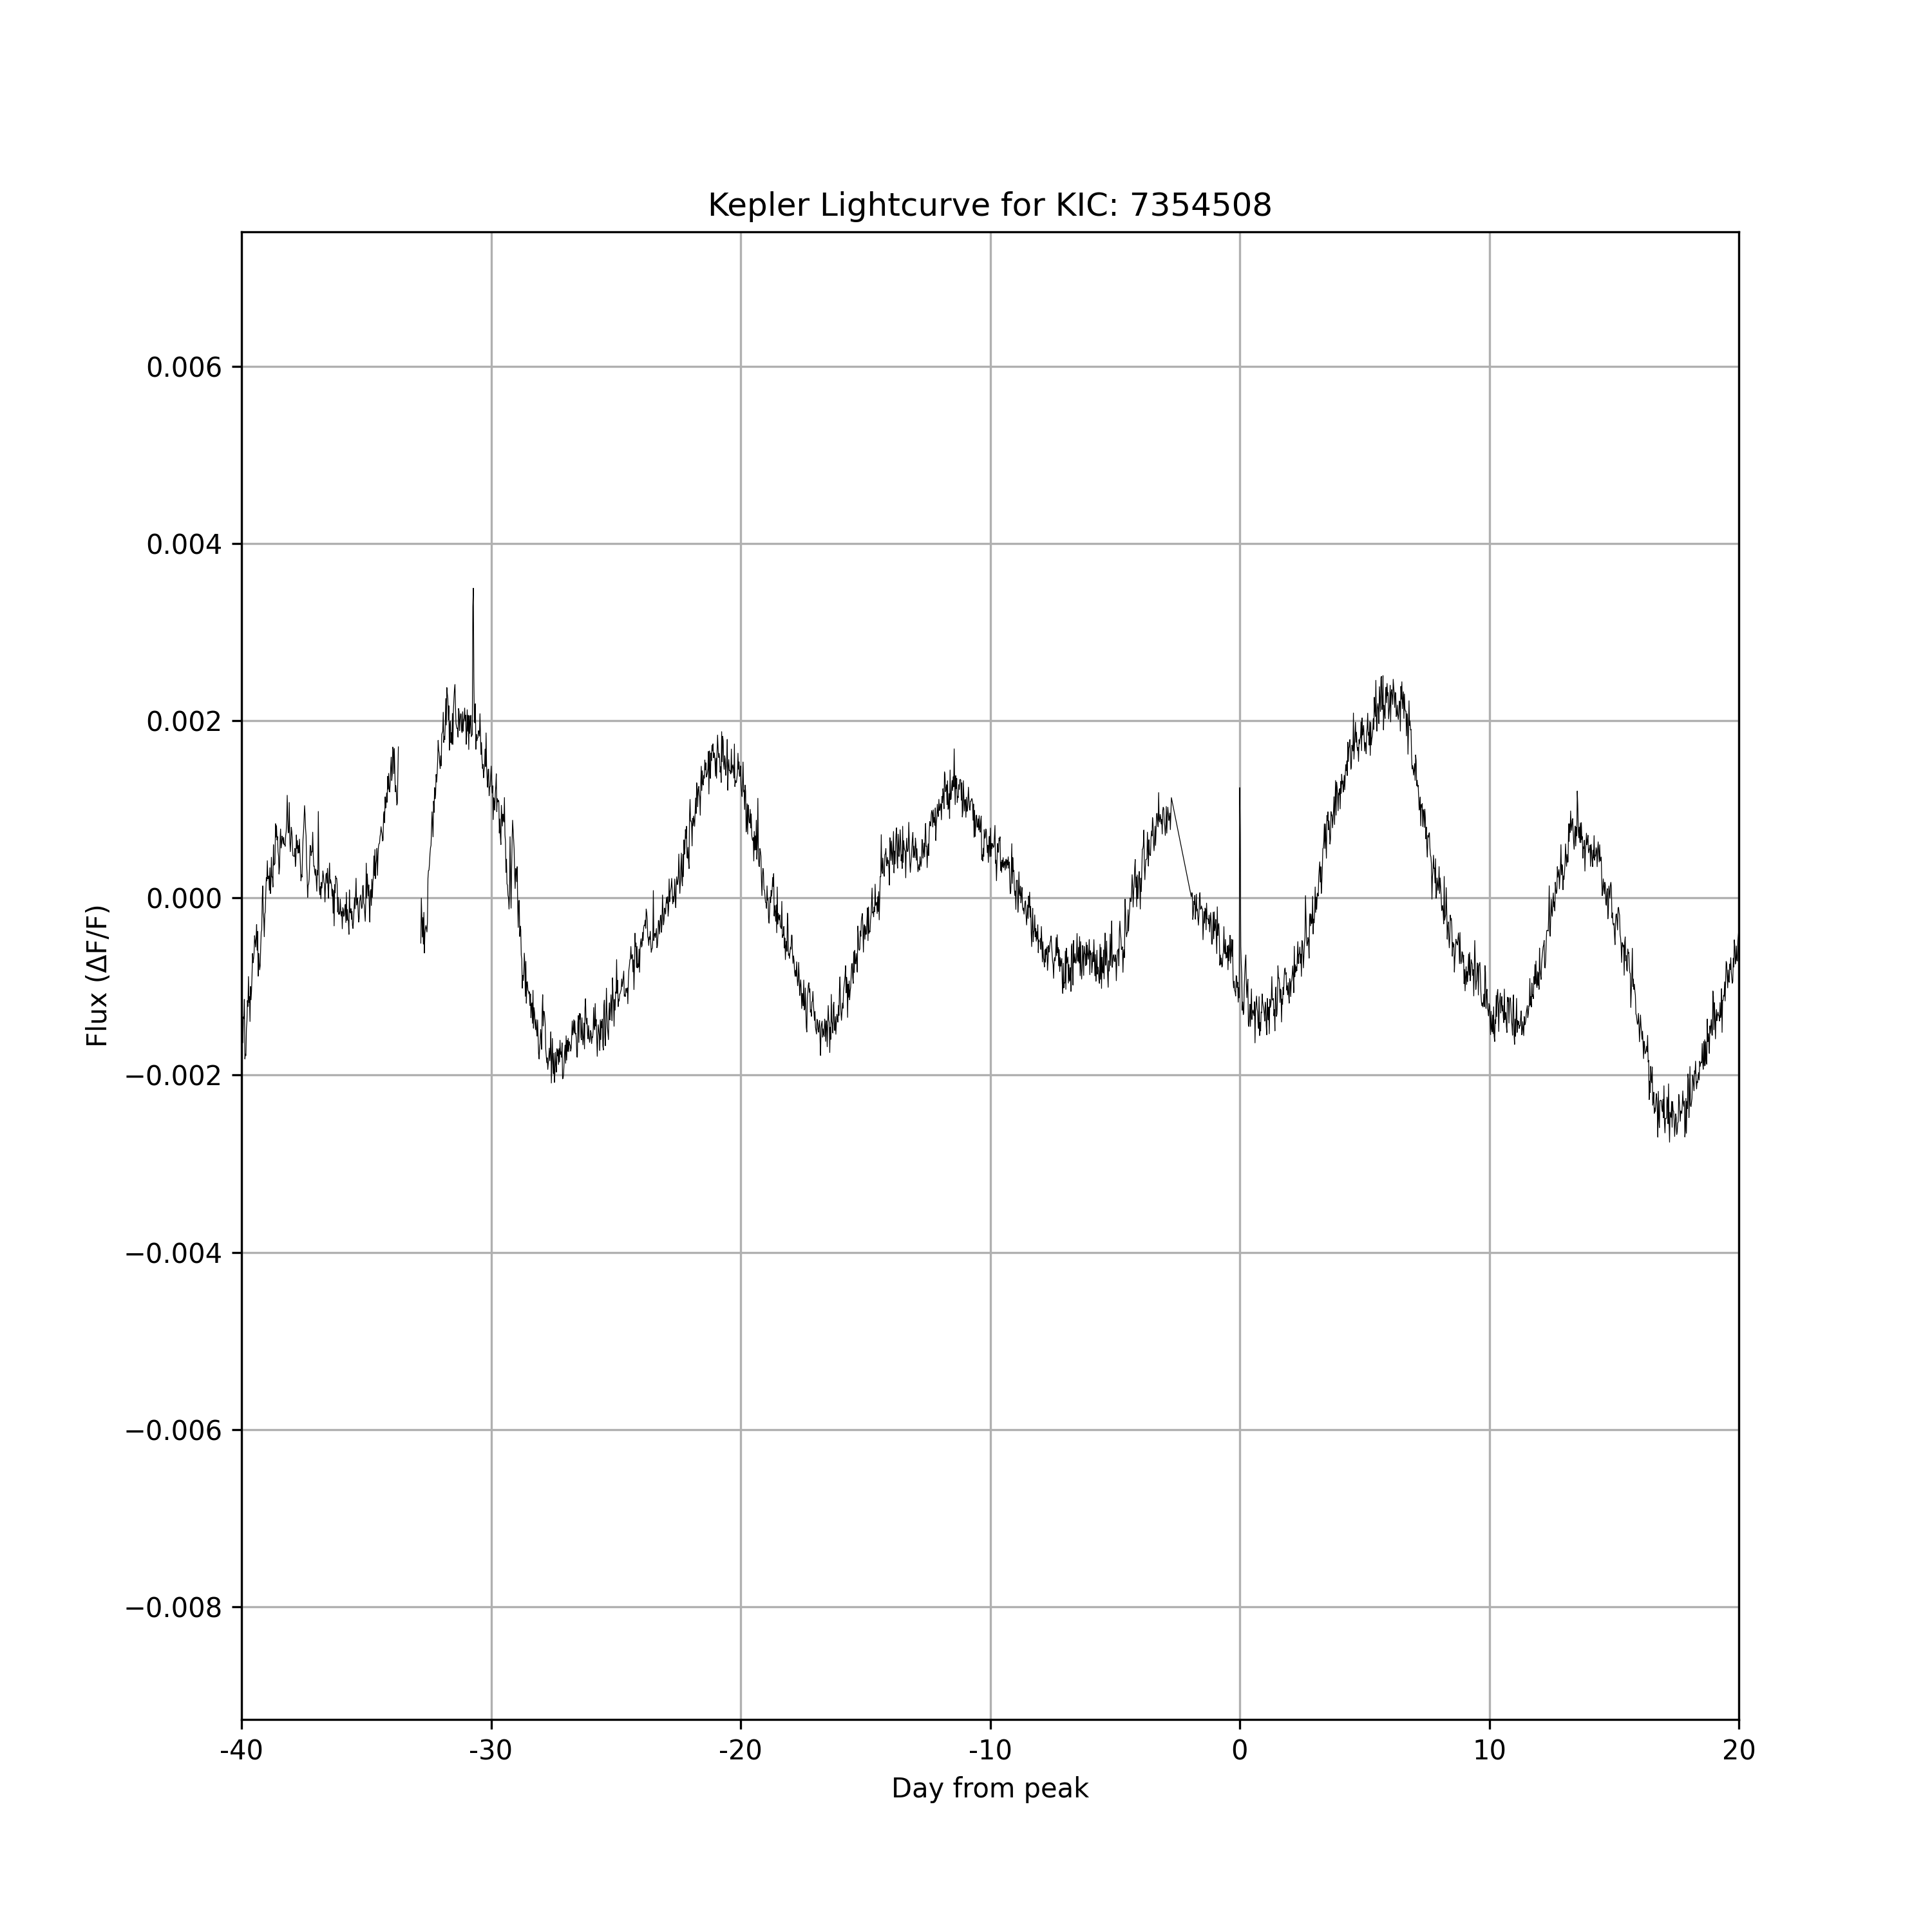 Kepler Lightcurve for KIC: 7354508
0.006
0.004
0.002
0.000
−0.002
−0.004
−0.006
−0.008
Flux (ΔF/F)
-40 -30 -20 -10 0 10 20
Day from peak